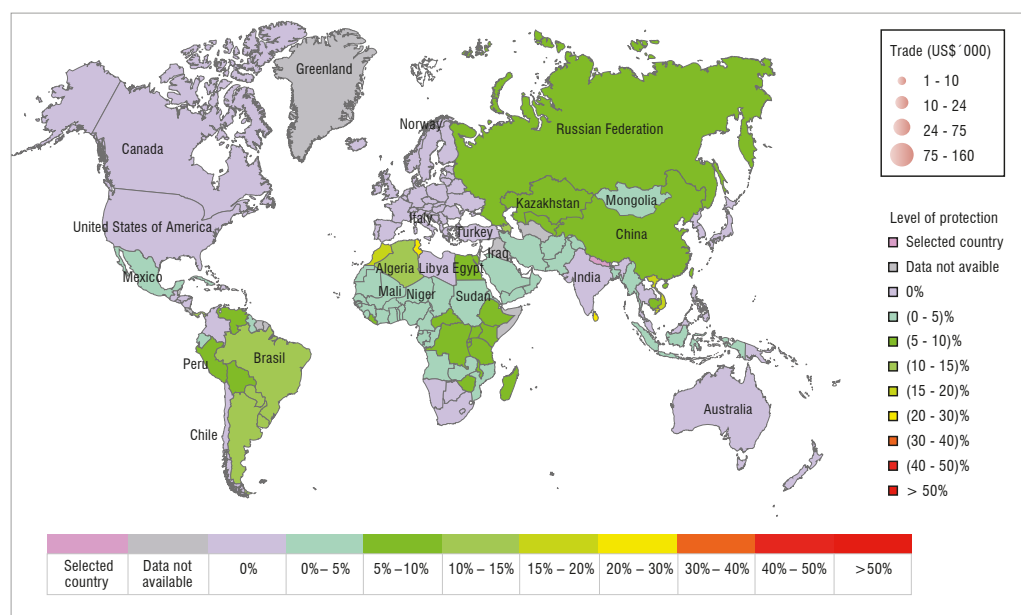 Greenland
Norway
Russian Federation
Canada
Kazakhstan
Mongolia
United States of America
Italy
Turkey
China
Iraq
Mexico
Algeria
Libya
Egypt
India
Mali
Niger
Sudan
Brasil
Peru
Australia
Chile
Trade (US$´000)
1 - 10
10 - 24
24 - 75
75 - 160
Level of protection
Selected country
Data not avaible
0%
(0 - 5)%
(5 - 10)%
(10 - 15)%
(15 - 20)%
(20 - 30)%
(30 - 40)%
(40 - 50)%
> 50%
Selected
country
Data not
available
0%
0%– 5%
5% –10%
10% – 15%
15% – 20%
20% – 30%
30% – 40%
40% – 50%
>50%